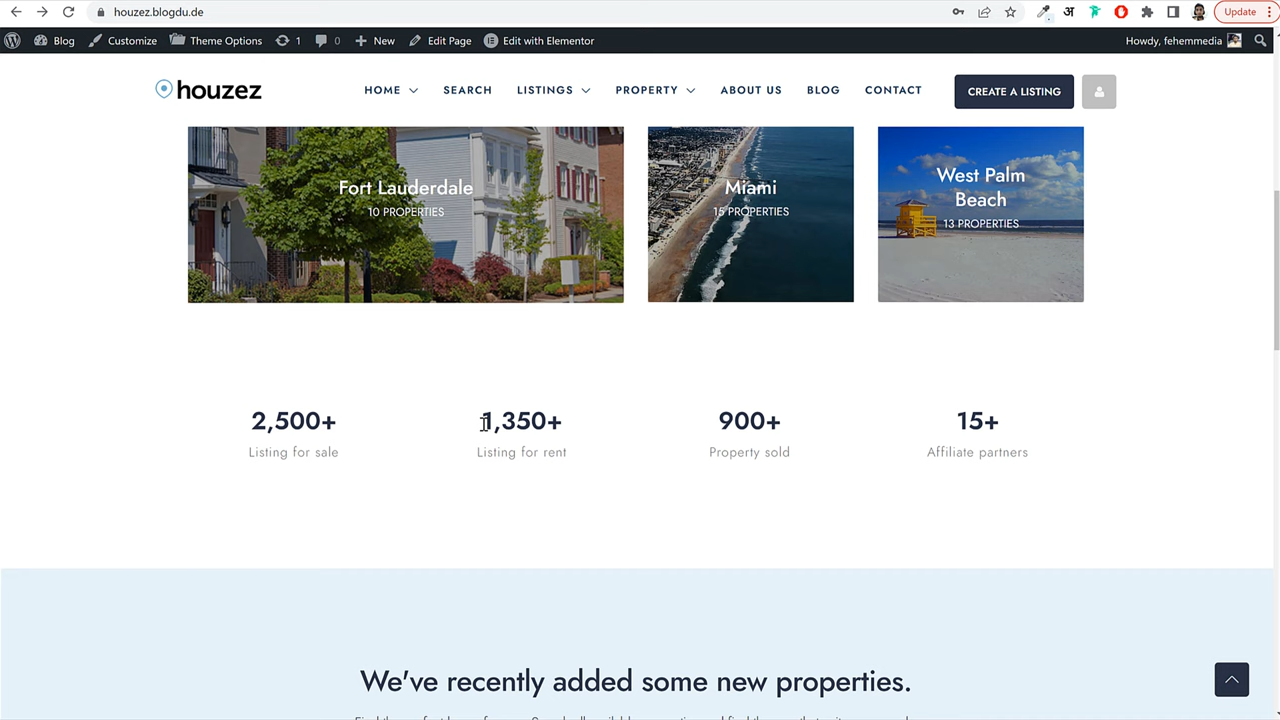 houzez.blogdu.de
Update
Blog
Customize
Theme Options
1
0
New
Edit Page
Edit with Elementor
Howdy, fehemmedia
houzez
HOME
SEARCH
LISTINGS
PROPERTY
ABOUT US
BLOG
CONTACT
CREATE A LISTING
Fort Lauderdale
10 PROPERTIES
Miami
15 PROPERTIES
West Palm
Beach
13 PROPERTIES
2,500+
Listing for sale
1,350+
Listing for rent
900+
Property sold
15+
Affiliate partners
We've recently added some new properties.